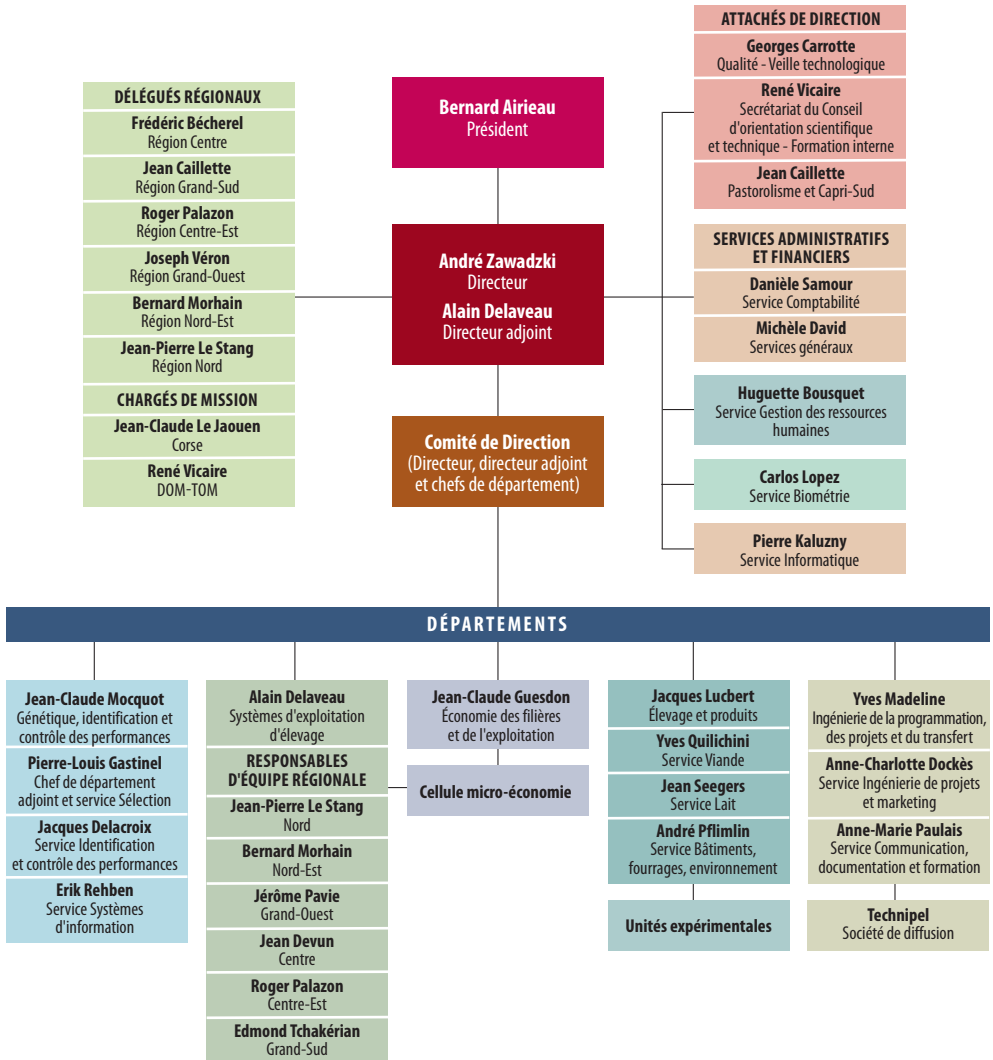 DÉLÉGUÉS RÉGIONAUX
Frédéric Bécherel
Région Centre
Jean Caillette
Région Grand-Sud
Roger Palazon
Région Centre-Est
Joseph Véron
Région Grand-Ouest
Bernard Morhain
Région Nord-Est
Jean-Pierre Le Stang
Région Nord
CHARGÉS DE MISSION
Jean-Claude Le Jaouen
Corse
René Vicaire
DOM-TOM
Bernard Airieau
Président
André Zawadzki
Directeur
Alain Delaveau
Directeur adjoint
Comité de Direction
(Directeur, directeur adjoint
et chefs de département)
ATTACHÉS DE DIRECTION
Georges Carrotte
Qualité - Veille technologique
René Vicaire
Secrétariat du Conseil
d'orientation scientifique
et technique - Formation interne
Jean Caillette
Pastorolisme et Capri-Sud
SERVICES ADMINISTRATIFS
ET FINANCIERS
Danièle Samour
Service Comptabilité
Michèle David
Services généraux
Huguette Bousquet
Service Gestion des ressources
humaines
Carlos Lopez
Service Biométrie
Pierre Kaluzny
Service Informatique
DÉPARTEMENTS
Jean-Claude Mocquot
Génétique, identification et
contrôle des performances
Pierre-Louis Gastinel
Chef de département
adjoint et service Sélection
Jacques Delacroix
Service Identification
et contrôle des performances
Erik Rehben
Service Systèmes
d'information
Alain Delaveau
Systèmes d'exploitation
d'élevage
RESPONSABLES
D'ÉQUIPE RÉGIONALE
Jean-Pierre Le Stang
Nord
Bernard Morhain
Nord-Est
Jérôme Pavie
Grand-Ouest
Jean Devun
Centre
Roger Palazon
Centre-Est
Edmond Tchakérian
Grand-Sud
Jean-Claude Guesdon
Économie des filières
et de l'exploitation
Cellule micro-économie
Jacques Lucbert
Élevage et produits
Yves Quilichini
Service Viande
Jean Seegers
Service Lait
André Pflimlin
Service Bâtiments,
fourrages, environnement
Unités expérimentales
Yves Madeline
Ingénierie de la programmation,
des projets et du transfert
Anne-Charlotte Dockès
Service Ingénierie de projets
et marketing
Anne-Marie Paulais
Service Communication,
documentation et formation
Technipel
Société de diffusion